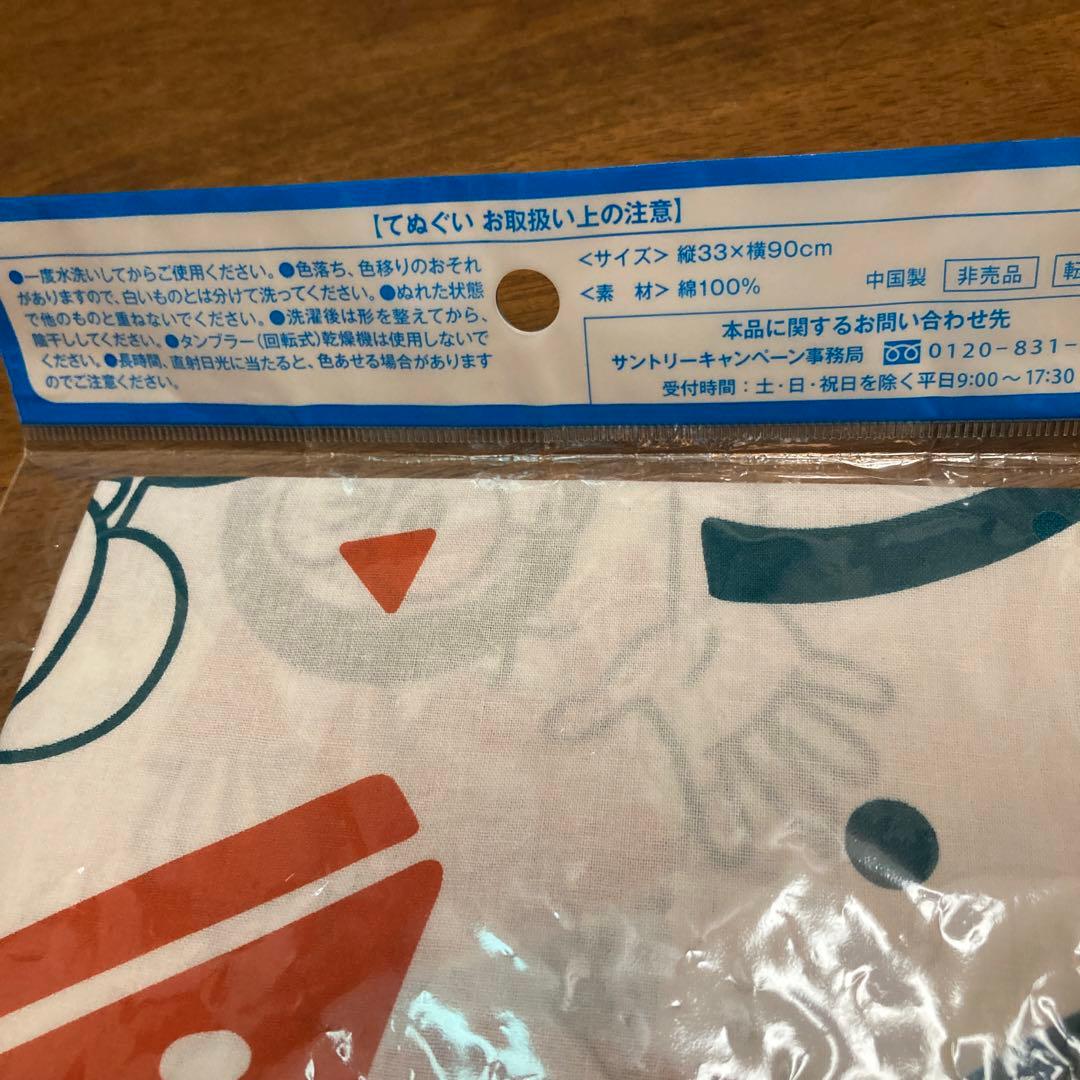 【てぬぐい お取扱い上の注意】
●一度水洗いしてからご使用ください。●色落ち、色移りのおそれ
がありますので、白いものとは分けて洗ってください。●ぬれた状態
で他のものと重ねないでください。●洗濯後は形を整えてから、
陰干ししてください。●タンブラー(回転式)乾燥機は使用しないで
ください。●長時間、直射日光に当たると、色あせる場合があります
のでご注意ください。
<サイズ> 縦33×横90cm
<素　材> 綿100%
中国製 非売品 転
本品に関するお問い合わせ先
サントリーキャンペーン事務局 0120-831-
受付時間：土・日・祝日を除く平日9:00〜17:30